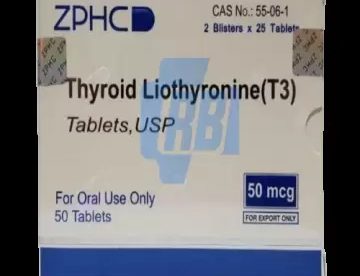 ZPHC
CAS No.: 55-06-1
2 Blisters x 25 Tablets
Thyroid Liothyronine(T3)
Tablets,USP
RBI
For Oral Use Only
50 Tablets
50 mcg
FOR EXPORT ONLY